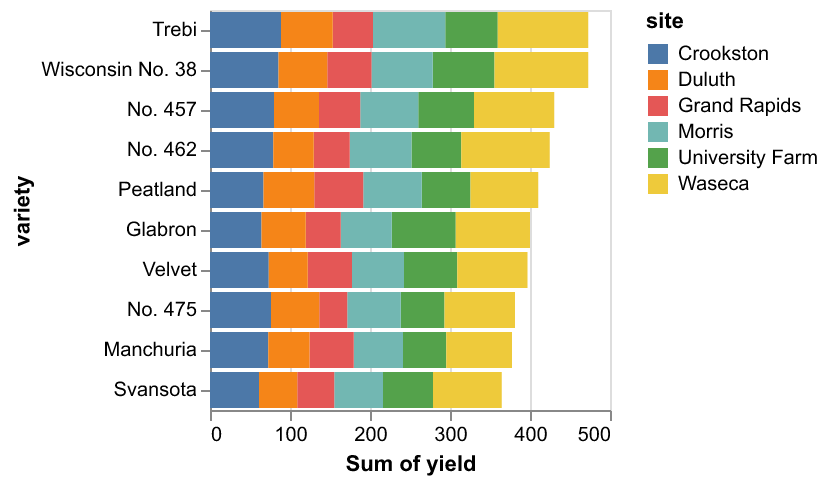 Trebi
Wisconsin No. 38
No. 457
No. 462
Peatland
Glabron
Velvet
No. 475
Manchuria
Svansota
variety
0 100 200 300 400 500
Sum of yield
site
Crookston
Duluth
Grand Rapids
Morris
University Farm
Waseca